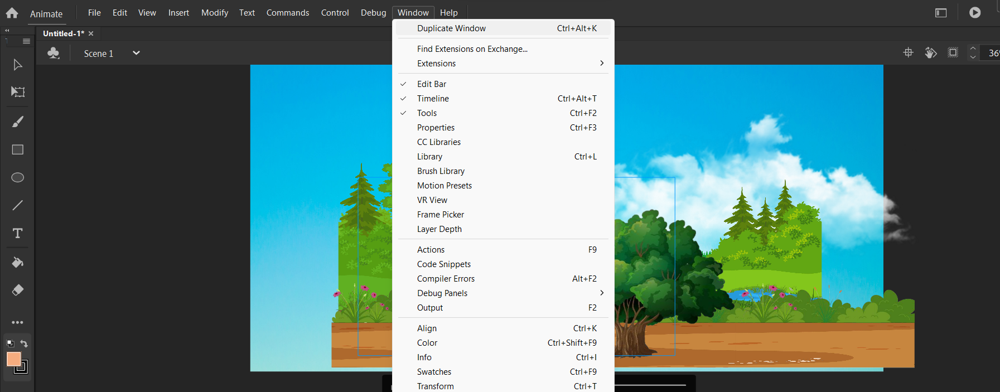 Animate File Edit View Insert Modify Text Commands Control Debug Window Help
Untitled-1* ×
Scene 1
36%
Duplicate Window Ctrl+Alt+K
Find Extensions on Exchange...
Extensions
Edit Bar
Timeline Ctrl+Alt+T
Tools Ctrl+F2
Properties Ctrl+F3
CC Libraries
Library Ctrl+L
Brush Library
Motion Presets
VR View
Frame Picker
Layer Depth
Actions F9
Code Snippets
Compiler Errors Alt+F2
Debug Panels
Output F2
Align Ctrl+K
Color Ctrl+Shift+F9
Info Ctrl+I
Swatches Ctrl+F9
Transform Ctrl+T